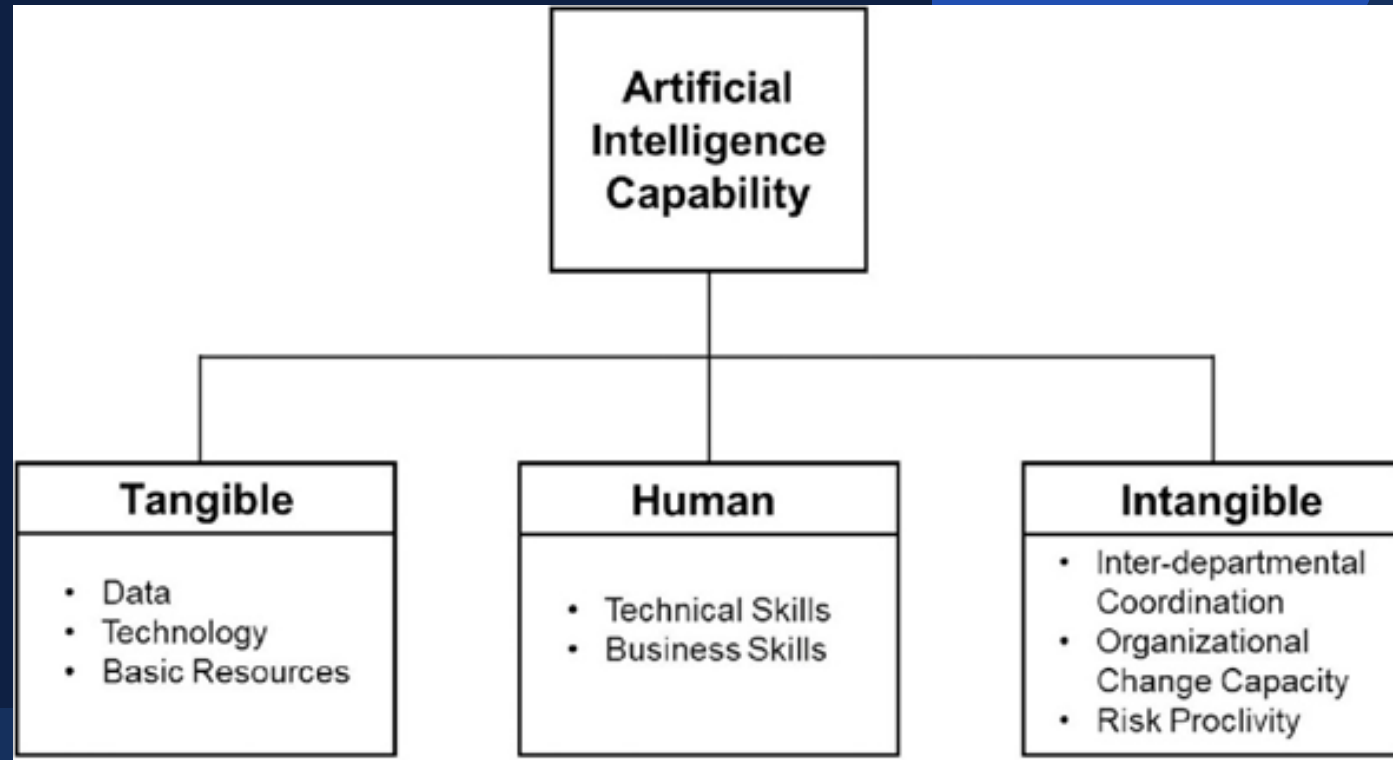 Artificial
Intelligence
Capability
Tangible
• Data
• Technology
• Basic Resources
Human
• Technical Skills
• Business Skills
Intangible
• Inter-departmental
Coordination
• Organizational
Change Capacity
• Risk Proclivity